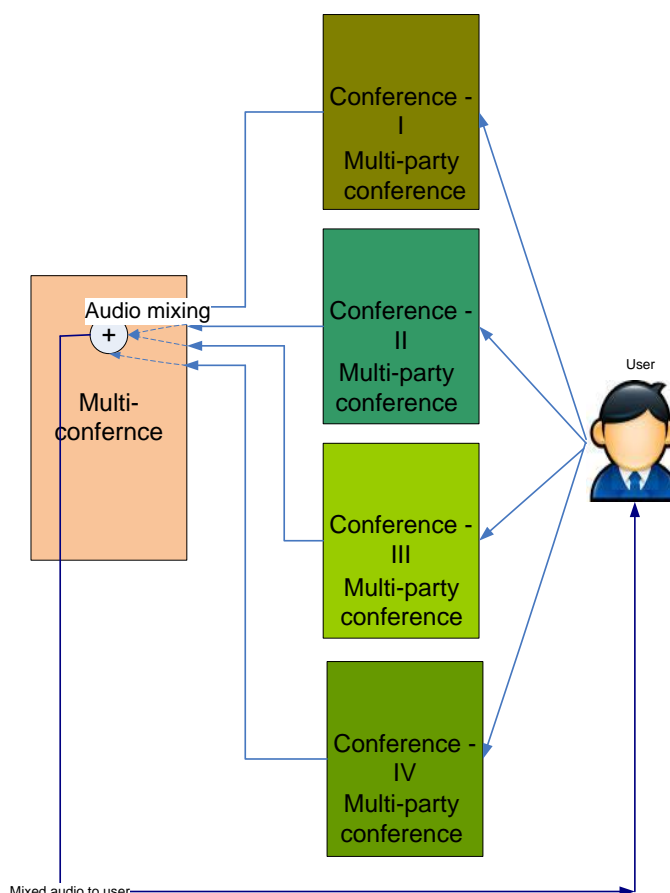 Conference -
I
Multi-party
conference
Audio mixing
+
Multi-
confernce
Conference -
II
Multi-party
conference
User
Conference -
III
Multi-party
conference
Conference -
IV
Multi-party
conference
Mixed audio to user